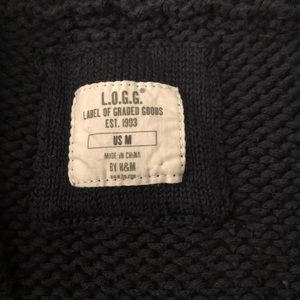 L.O.G.G.®
LABEL OF GRADED GOODS
EST. 1993
US M
MADE IN CHINA
BY H&M